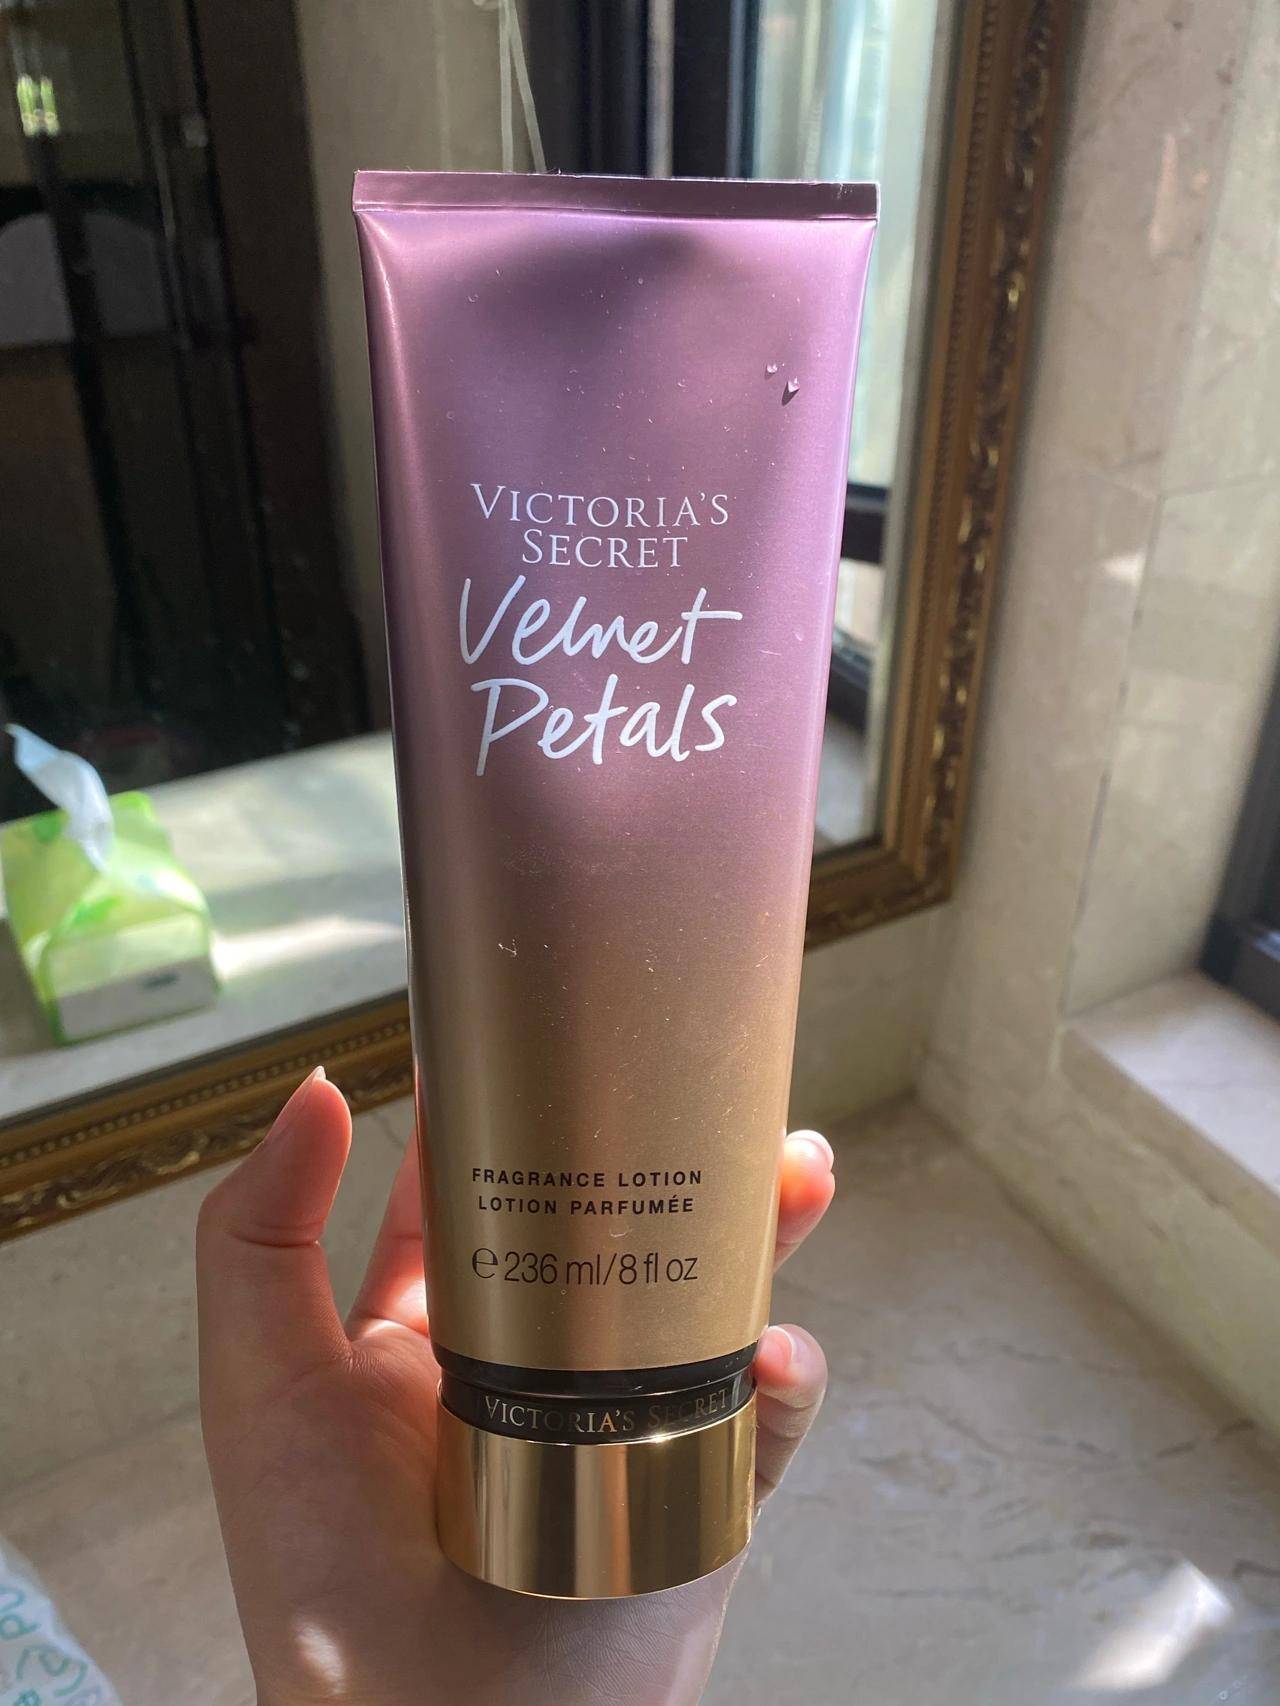 VICTORIA'S
SECRET
Velvet
Petals
FRAGRANCE LOTION
LOTION PARFUMÉE
℮ 236 ml/8 fl oz
VICTORIA'S SECRET